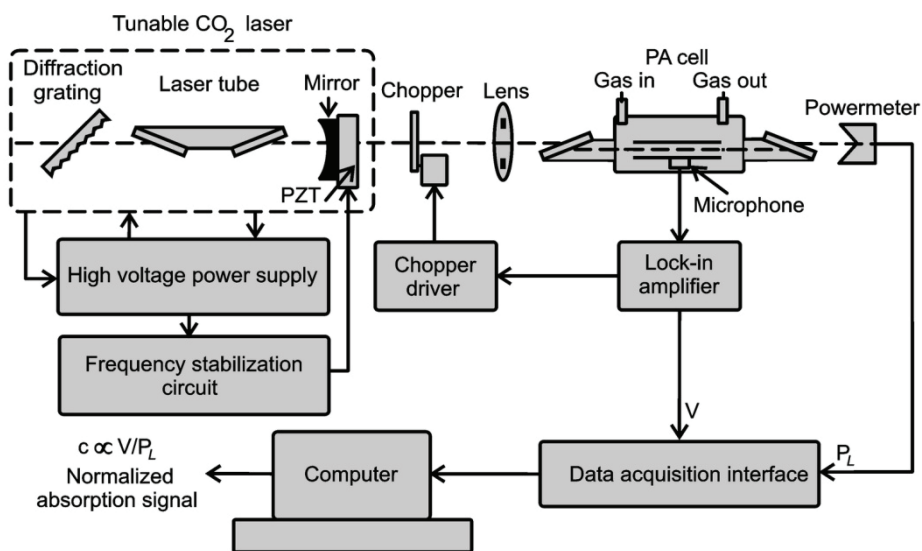 Tunable CO2 laser
Diffraction
grating
Laser tube
Mirror
PZT
Chopper
Lens
PA cell
Gas in
Gas out
Powermeter
Microphone
High voltage power supply
Chopper
driver
Lock-in
amplifier
Frequency stabilization
circuit
V
PL
c ∝ V/PL
Normalized
absorption signal
Computer
Data acquisition interface